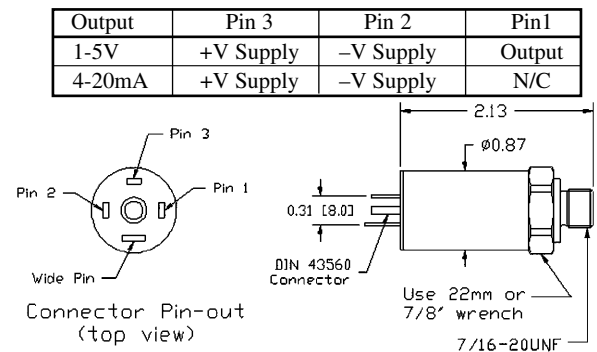 Output Pin 3 Pin 2 Pin1
1-5V +V Supply –V Supply Output
4-20mA +V Supply –V Supply N/C
2.13
Pin 3
ø0.87
Pin 2
Pin 1
0.31 [8.0]
DIN 43560
Connector
Wide Pin
Use 22mm or
7/8" wrench
Connector Pin-out
(top view)
7/16-20UNF